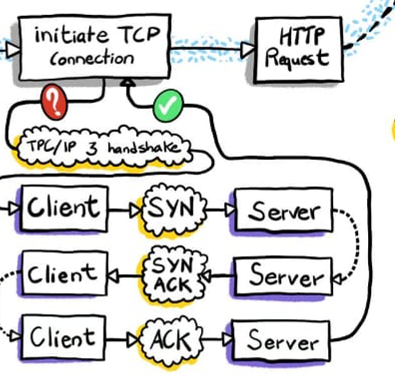 initiate TCP
Connection
HTTP
Request
?
TPC/IP 3 handshake
Client
SYN
Server
Client
SYN
ACK
Server
Client
ACK
Server